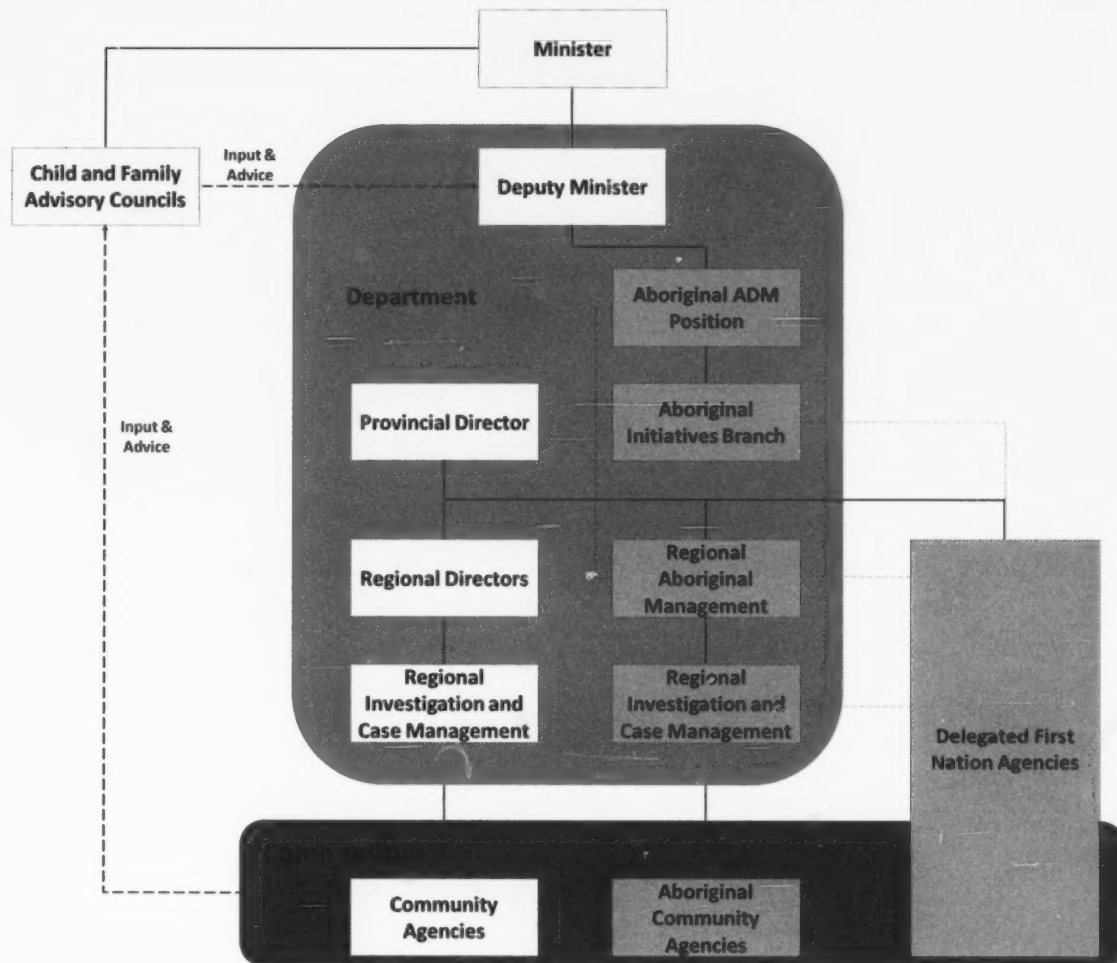 Minister
Input &
Advice
Child and Family
Advisory Councils
Deputy Minister
Department
Aboriginal ADM
Position
Provincial Director
Aboriginal
Initiatives Branch
Input &
Advice
Regional Directors
Regional
Aboriginal
Management
Regional
Investigation and
Case Management
Regional
Investigation and
Case Management
Delegated First
Nation Agencies
Community
Agencies
Aboriginal
Community
Agencies